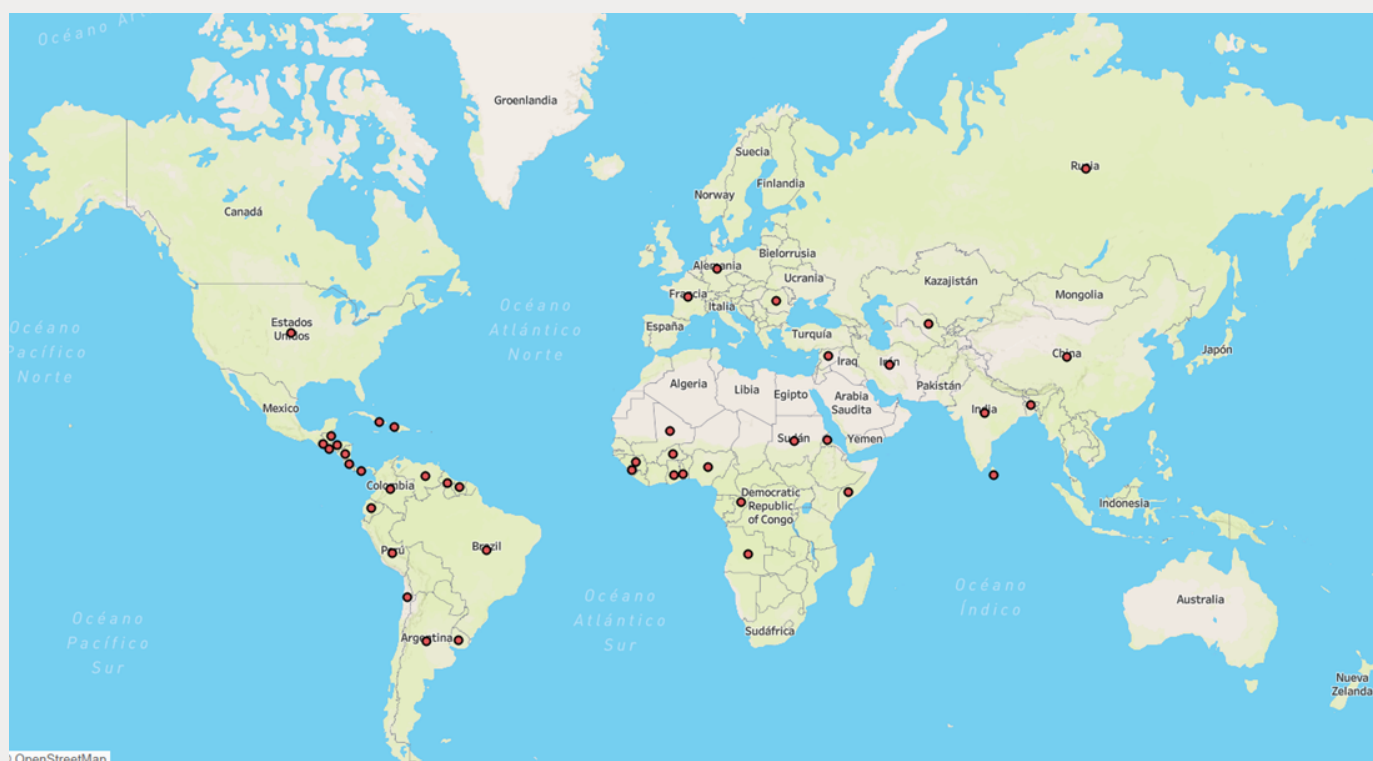 Océano Ar
Groenlandia
Suecia
Finlandia
Norway
Rusia
Canadá
Alemania
Bielorrusia
Ucrania
Kazajistán
Francia
Italia
Mongolia
Océano
Atlántico
Norte
Océano
Pacífico
Norte
Estados
Unidos
España
Turquía
Iraq
Irán
China
Japón
Pakistán
Argelia
Libia
Egipto
Arabia
Saudita
Mexico
India
Sudán
Yemen
Colombia
Democratic
Republic
of Congo
Indonesia
Perú
Brazil
Océano
Índico
Océano
Atlántico
Sur
Océano
Pacífico
Sur
Australia
Sudáfrica
Argentina
Nueva
Zelanda
OpenStreetMap